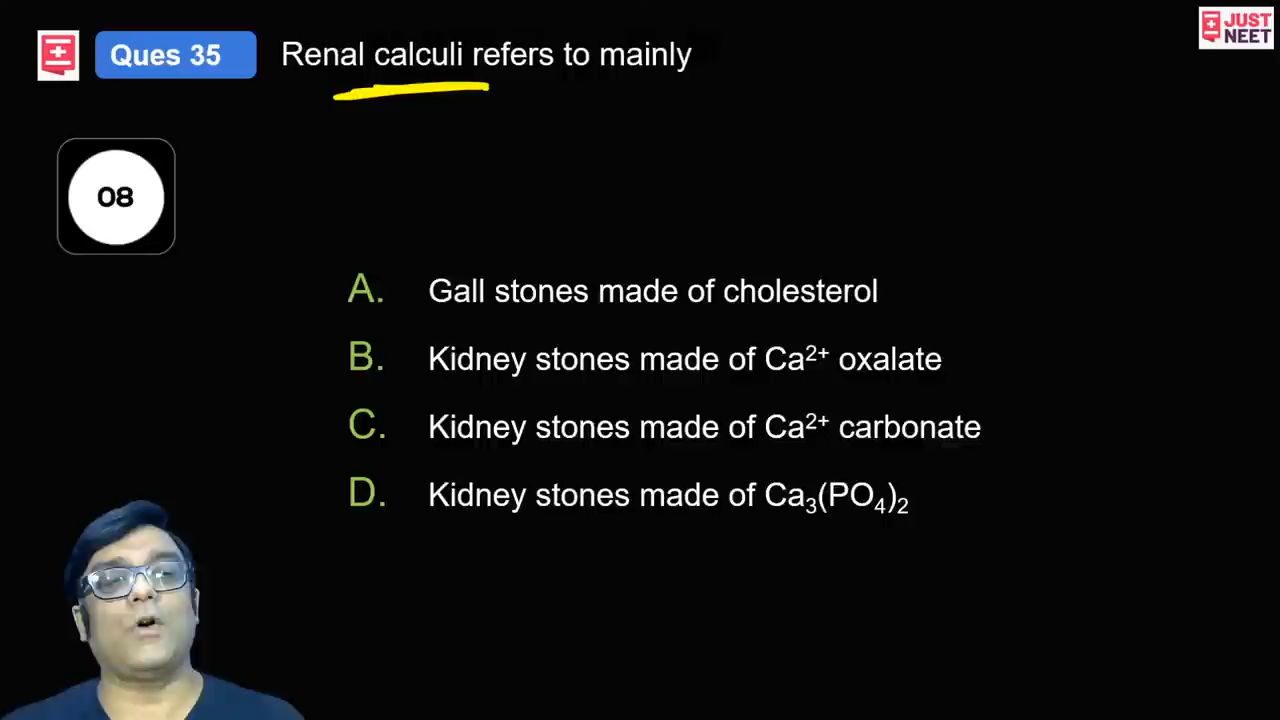 Ques 35 Renal calculi refers to mainly
JUST
NEET
08
A. Gall stones made of cholesterol
B. Kidney stones made of Ca²⁺ oxalate
C. Kidney stones made of Ca²⁺ carbonate
D. Kidney stones made of Ca₃(PO₄)₂